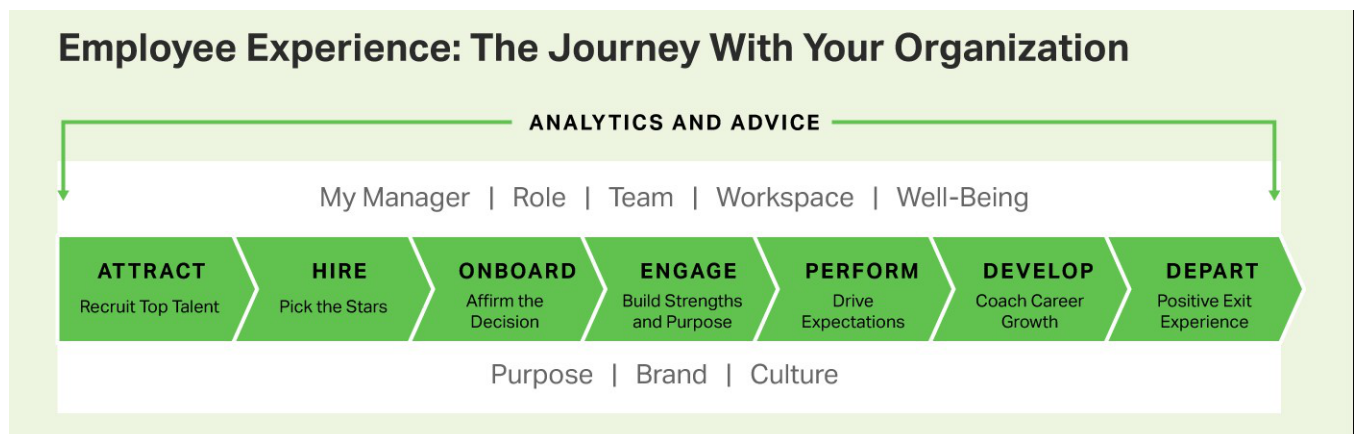 Employee Experience: The Journey With Your Organization
ANALYTICS AND ADVICE
My Manager | Role | Team | Workspace | Well-Being
ATTRACT
Recruit Top Talent
HIRE
Pick the Stars
ONBOARD
Affirm the
Decision
ENGAGE
Build Strengths
and Purpose
PERFORM
Drive
Expectations
DEVELOP
Coach Career
Growth
DEPART
Positive Exit
Experience
Purpose | Brand | Culture